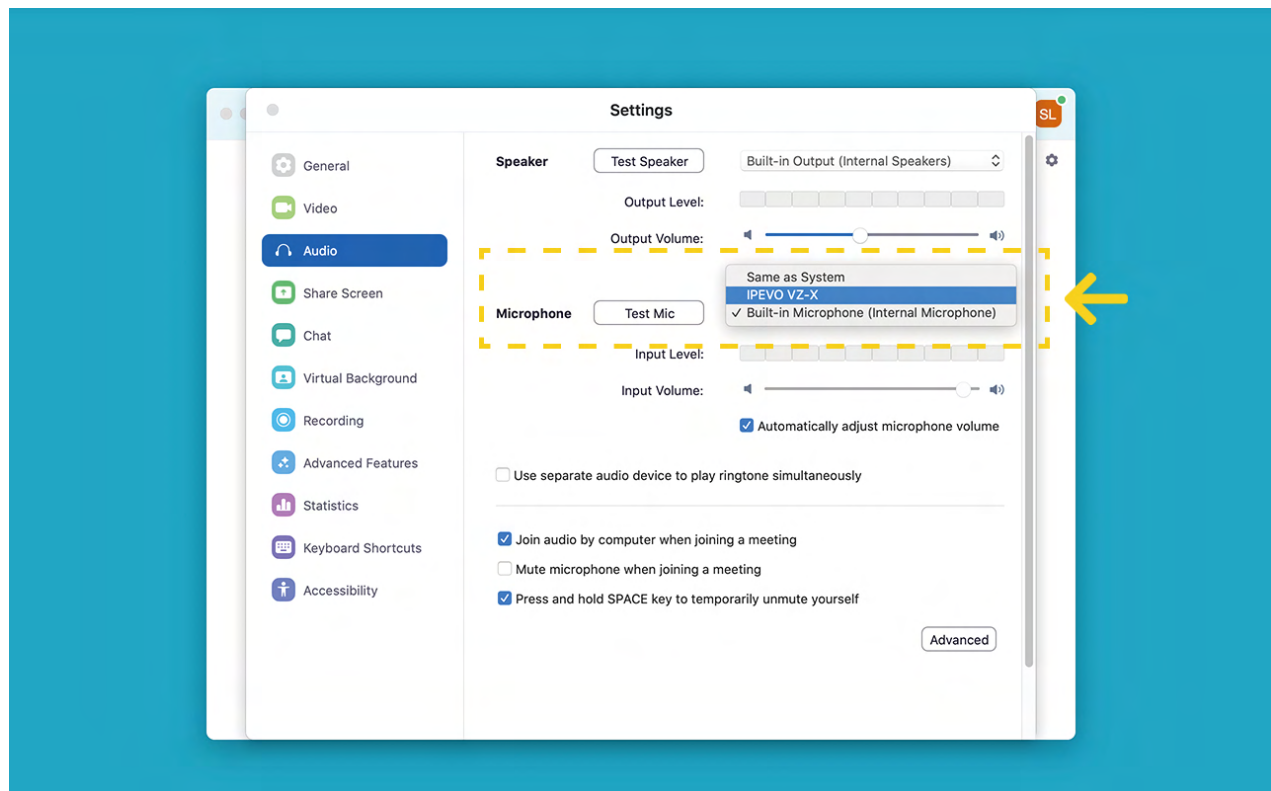 Settings
SL
General
Video
Audio
Share Screen
Chat
Virtual Background
Recording
Advanced Features
Statistics
Keyboard Shortcuts
Accessibility
Speaker Test Speaker Built-in Output (Internal Speakers)
Output Level:
Output Volume:
Same as System
IPEVO VZ-X
Microphone Test Mic ✓ Built-in Microphone (Internal Microphone)
Input Level:
Input Volume:
Automatically adjust microphone volume
Use separate audio device to play ringtone simultaneously
Join audio by computer when joining a meeting
Mute microphone when joining a meeting
Press and hold SPACE key to temporarily unmute yourself
Advanced